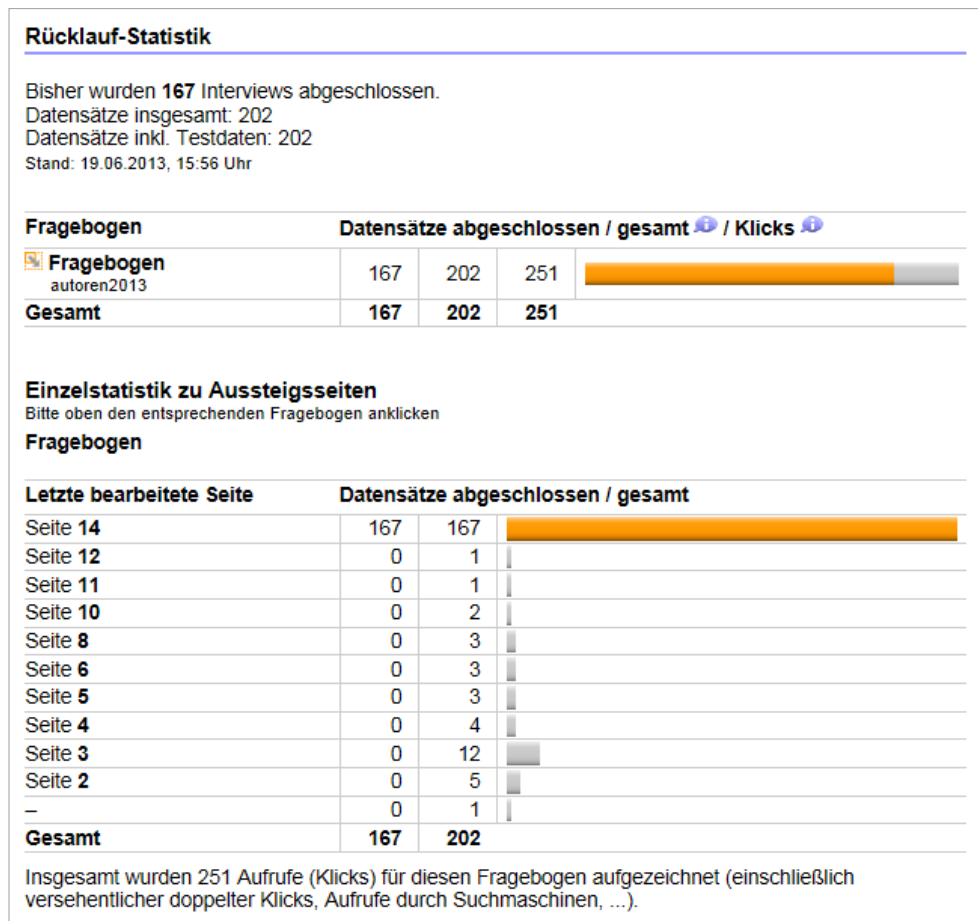 Rücklauf-Statistik
Bisher wurden 167 Interviews abgeschlossen.
Datensätze insgesamt: 202
Datensätze inkl. Testdaten: 202
Stand: 19.06.2013, 15:56 Uhr
Fragebogen Datensätze abgeschlossen / gesamt / Klicks
Fragebogen 167 202 251
autoren2013
Gesamt 167 202 251
Einzelstatistik zu Aussteigsseiten
Bitte oben den entsprechenden Fragebogen anklicken
Fragebogen
Letzte bearbeitete Seite Datensätze abgeschlossen / gesamt
Seite 14 167 167
Seite 12 0 1
Seite 11 0 1
Seite 10 0 2
Seite 8 0 3
Seite 6 0 3
Seite 5 0 3
Seite 4 0 4
Seite 3 0 12
Seite 2 0 5
– 0 1
Gesamt 167 202
Insgesamt wurden 251 Aufrufe (Klicks) für diesen Fragebogen aufgezeichnet (einschließlich
versehentlicher doppelter Klicks, Aufrufe durch Suchmaschinen, ...).